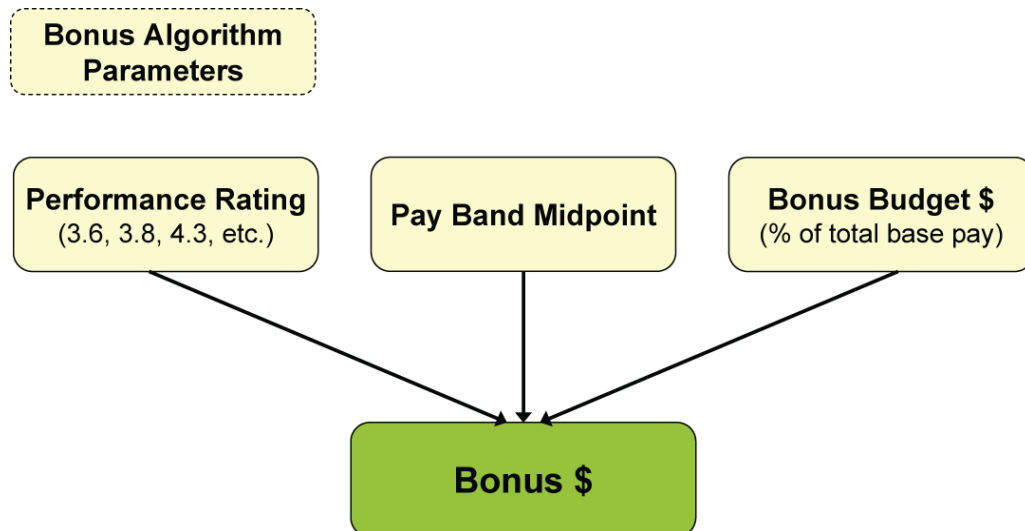 Bonus Algorithm
Parameters
Performance Rating
(3.6, 3.8, 4.3, etc.)
Pay Band Midpoint
Bonus Budget $
(% of total base pay)
Bonus $